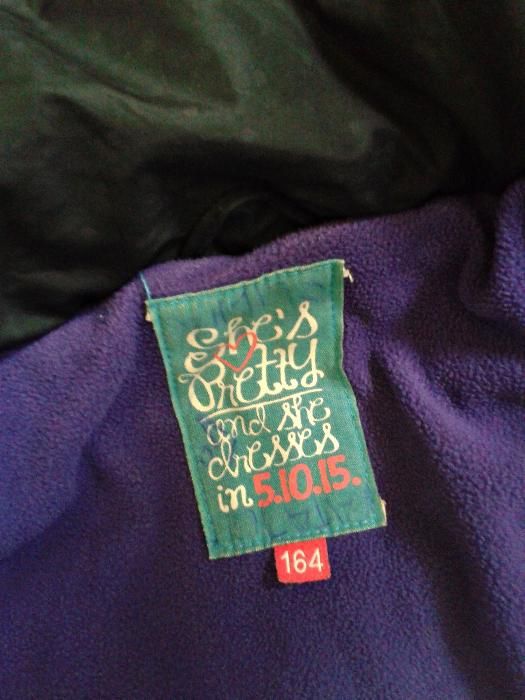 She's
Pretty
and she
dresses
in 5.10.15.
164